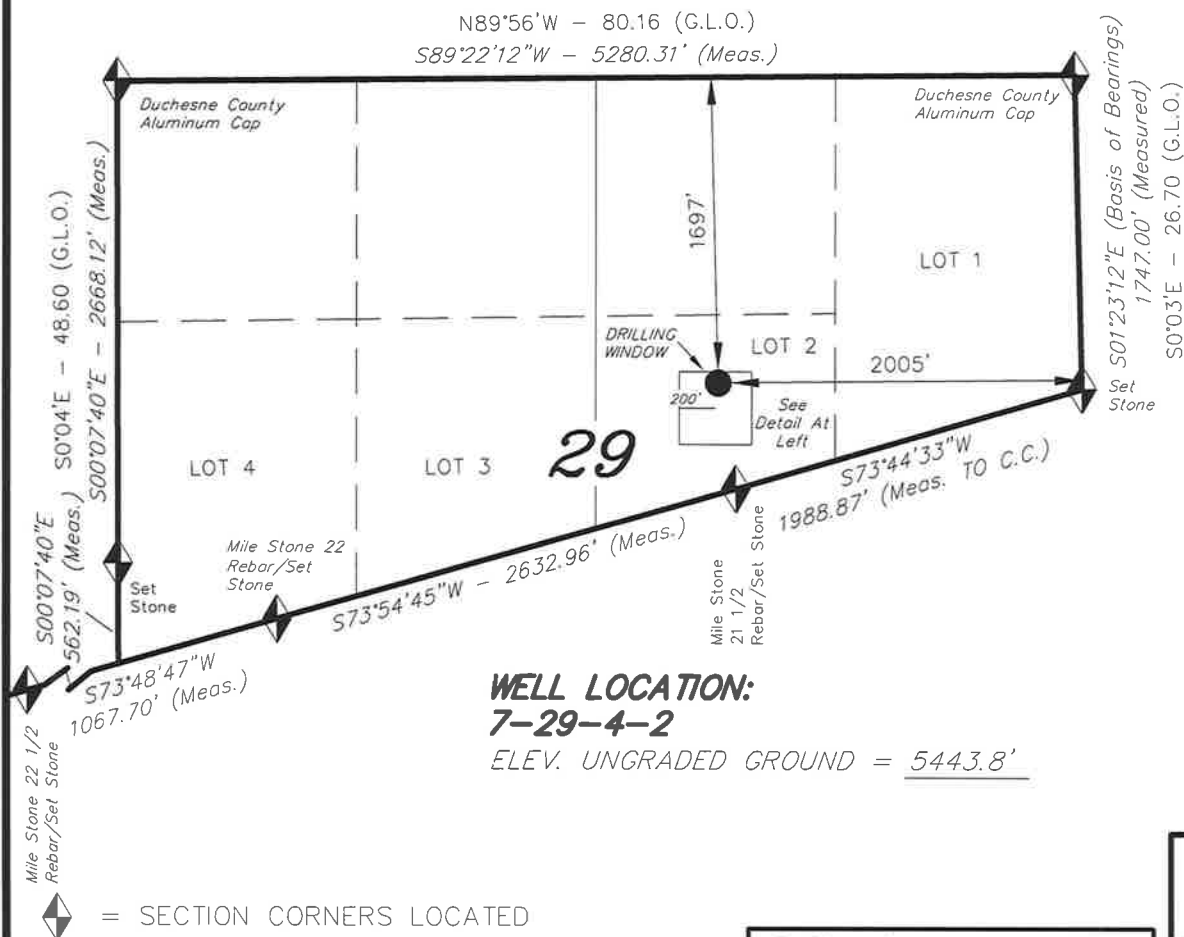 N89°56'W - 80.16 (G.L.O.)
S89°22'12"W - 5280.31' (Meas.)
Duchesne County
Aluminum Cap
Duchesne County
Aluminum Cap
S01°23'12"E (Basis of Bearings)
1747.00' (Measured)
S0°03'E - 26.70 (G.L.O.)
S0°04'E - 48.60 (G.L.O.)
S00°07'40"E - 2668.12' (Meas.)
1697'
LOT 1
DRILLING
WINDOW
LOT 2
2005'
200'
See
Detail At
Left
Set
Stone
29
LOT 4
LOT 3
S73°44'33"W
1988.87' (Meas. TO C.C.)
S00°07'40"E
562.19' (Meas.)
Mile Stone 22
Rebar/Set
Stone
Set
Stone
S73°54'45"W - 2632.96' (Meas.)
Mile Stone
21 1/2
Rebar/Set Stone
S73°48'47"W
1067.70' (Meas.)
Mile Stone 22 1/2
Rebar/Set Stone
WELL LOCATION:
7-29-4-2
ELEV. UNGRADED GROUND = 5443.8'
= SECTION CORNERS LOCATED